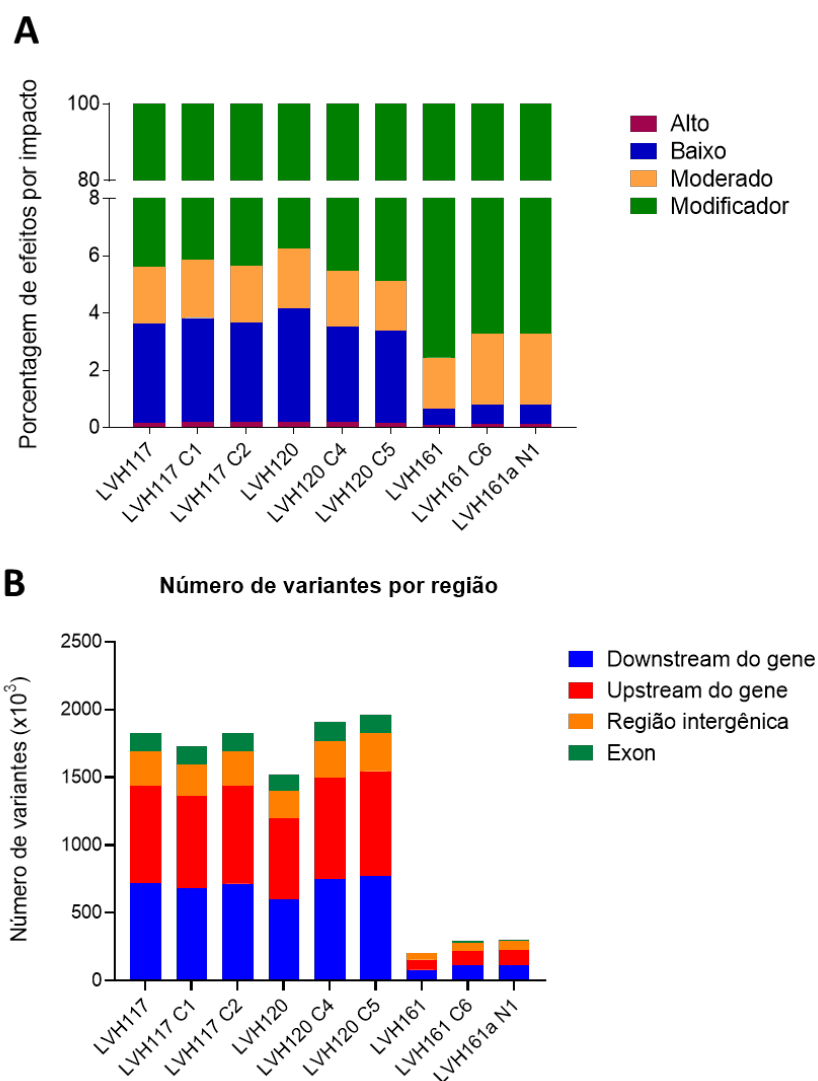 A
Porcentagem de efeitos por impacto
100
80
8
6
4
2
0
LVH117
LVH117 C1
LVH117 C2
LVH120
LVH120 C4
LVH120 C5
LVH161
LVH161 C6
LVH161a N1
Alto
Baixo
Moderado
Modificador
B
Número de variantes por região
Número de variantes (x10³)
2500
2000
1500
1000
500
0
LVH117
LVH117 C1
LVH117 C2
LVH120
LVH120 C4
LVH120 C5
LVH161
LVH161 C6
LVH161a N1
Downstream do gene
Upstream do gene
Região intergênica
Exon